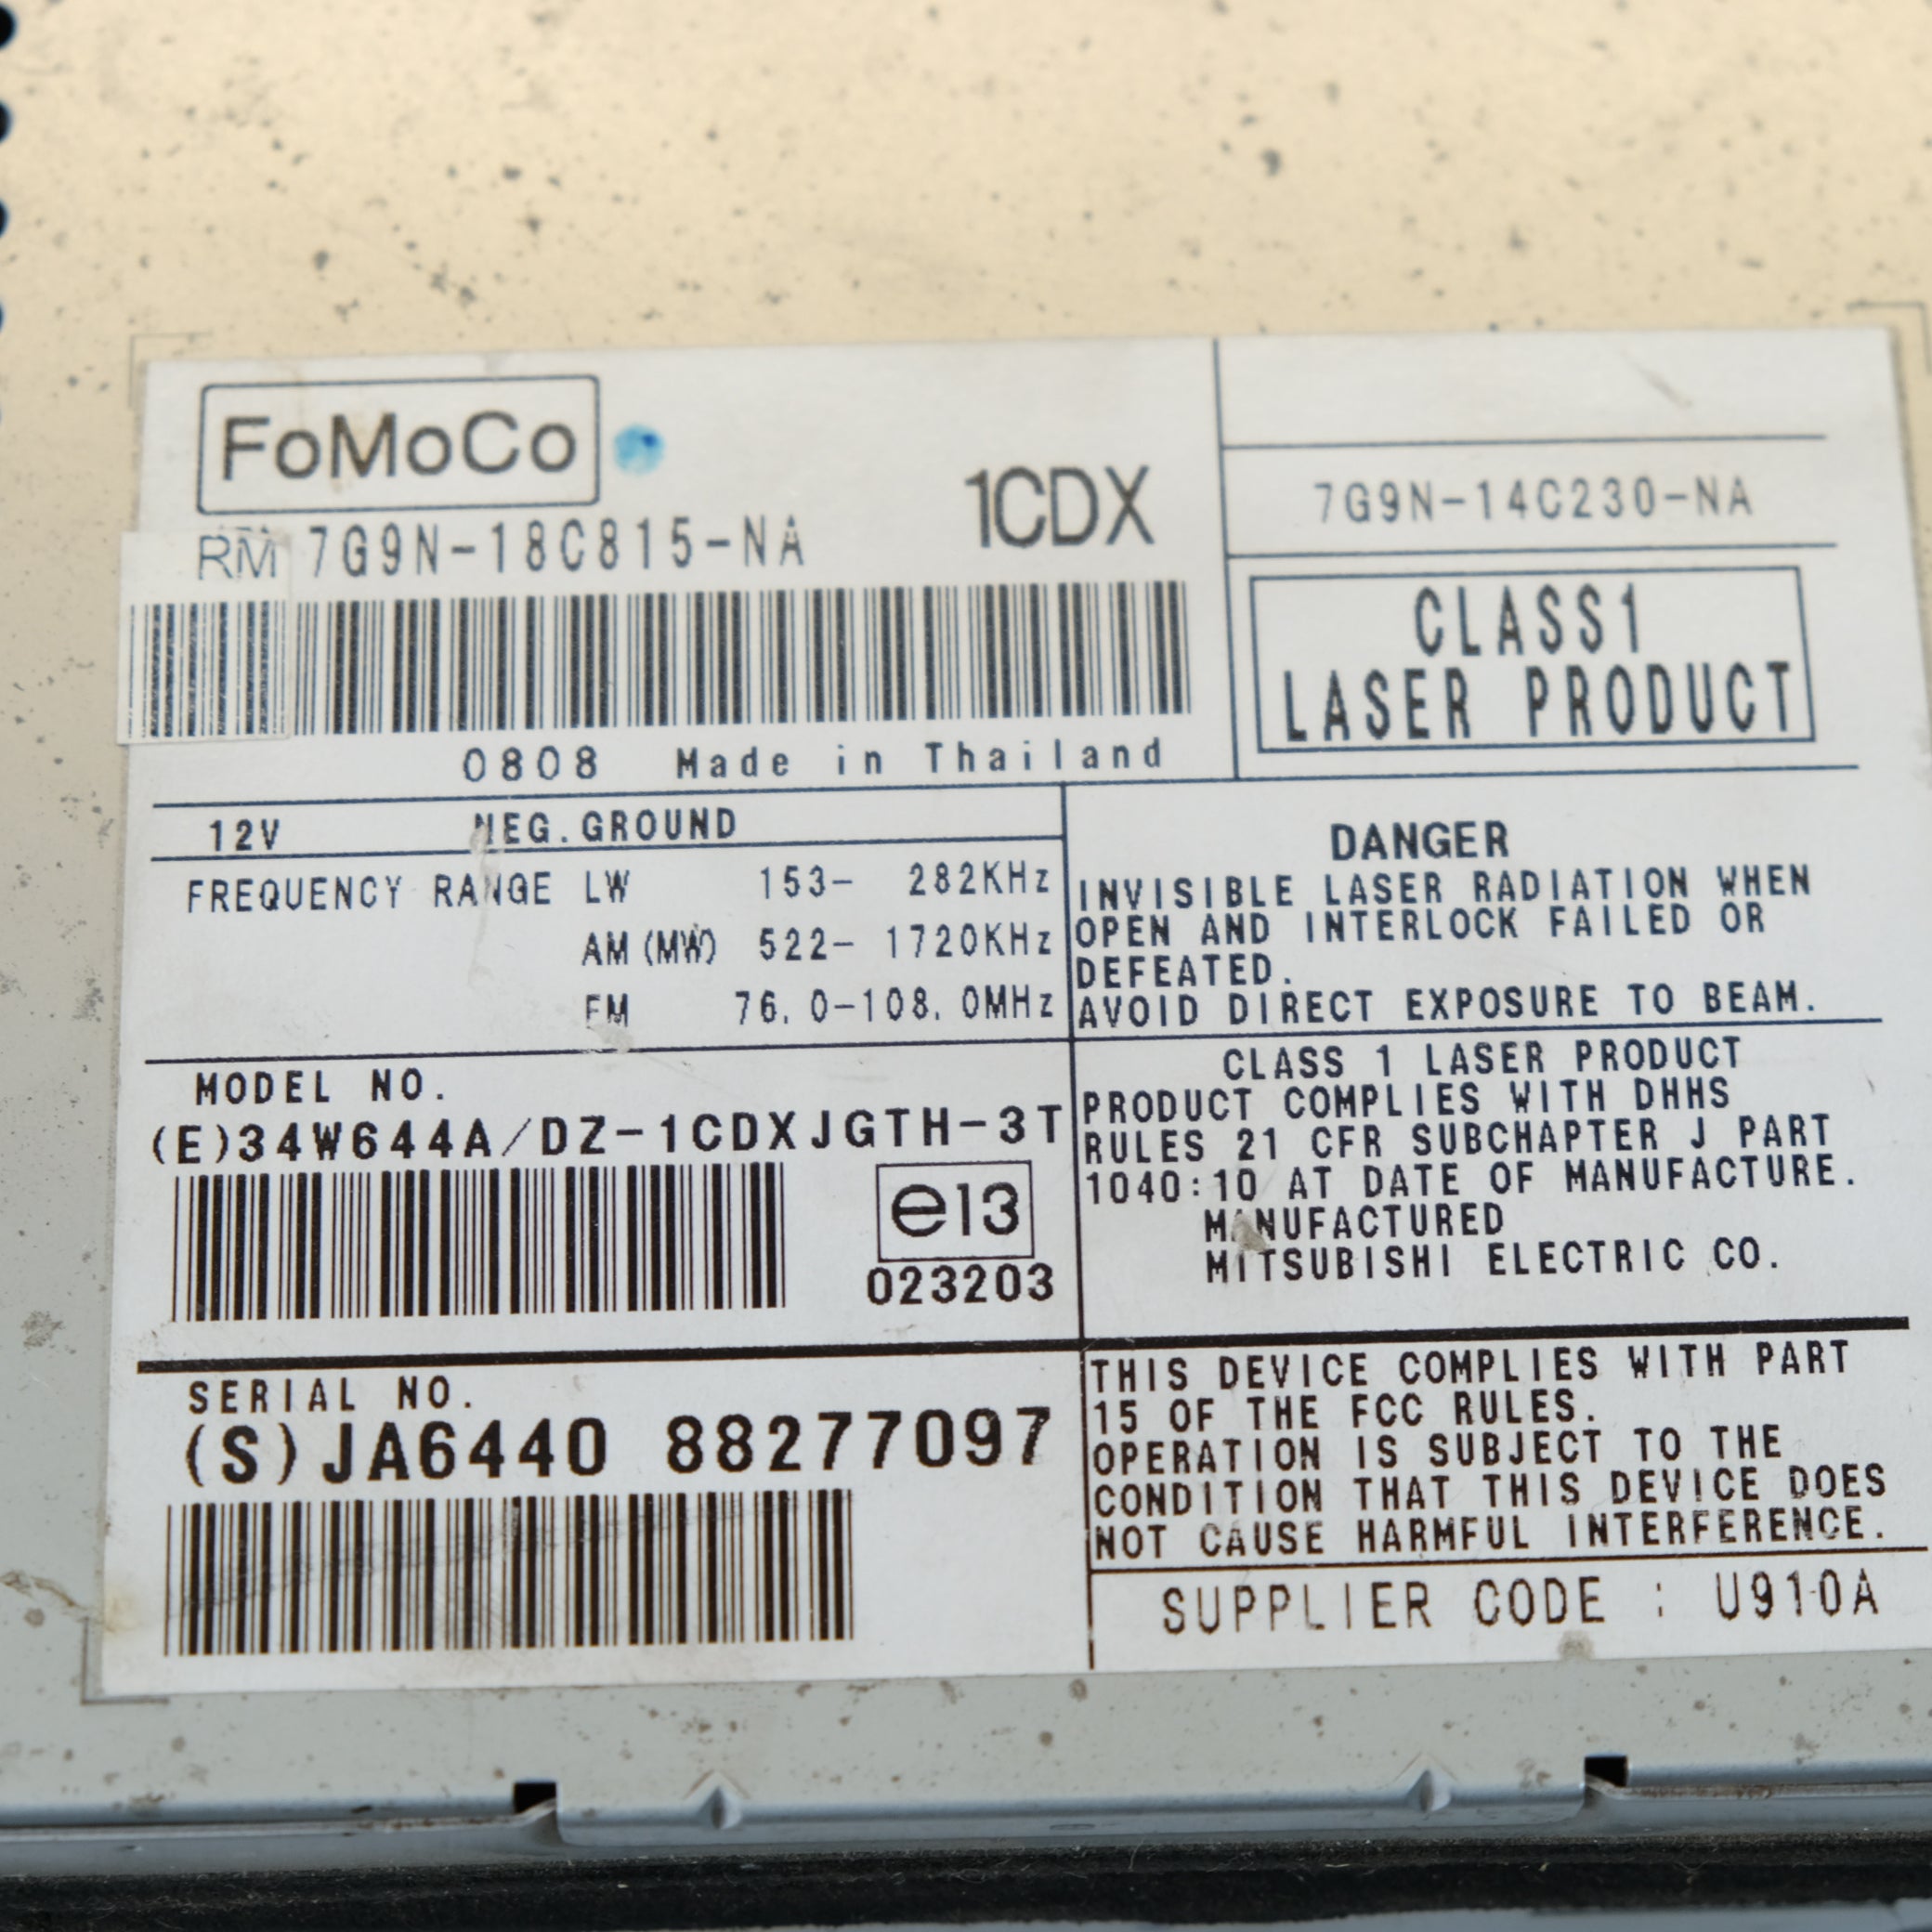 FoMoCo
1CDX
RM 7G9N-18C815-NA
0808 Made in Thailand
7G9N-14C230-NA
CLASS1
LASER PRODUCT
12V NEG.GROUND
FREQUENCY RANGE LW 153- 282KHz
AM(MW) 522- 1720KHz
FM 76.0-108.0MHz
DANGER
INVISIBLE LASER RADIATION WHEN
OPEN AND INTERLOCK FAILED OR
DEFEATED.
AVOID DIRECT EXPOSURE TO BEAM.
MODEL NO.
(E)34W644A/DZ-1CDXJGTH-3T
e13
023203
CLASS 1 LASER PRODUCT
PRODUCT COMPLIES WITH DHHS
RULES 21 CFR SUBCHAPTER J PART
1040:10 AT DATE OF MANUFACTURE.
MANUFACTURED
MITSUBISHI ELECTRIC CO.
SERIAL NO.
(S)JA6440 88277097
THIS DEVICE COMPLIES WITH PART
15 OF THE FCC RULES.
OPERATION IS SUBJECT TO THE
CONDITION THAT THIS DEVICE DOES
NOT CAUSE HARMFUL INTERFERENCE.
SUPPLIER CODE : U910A